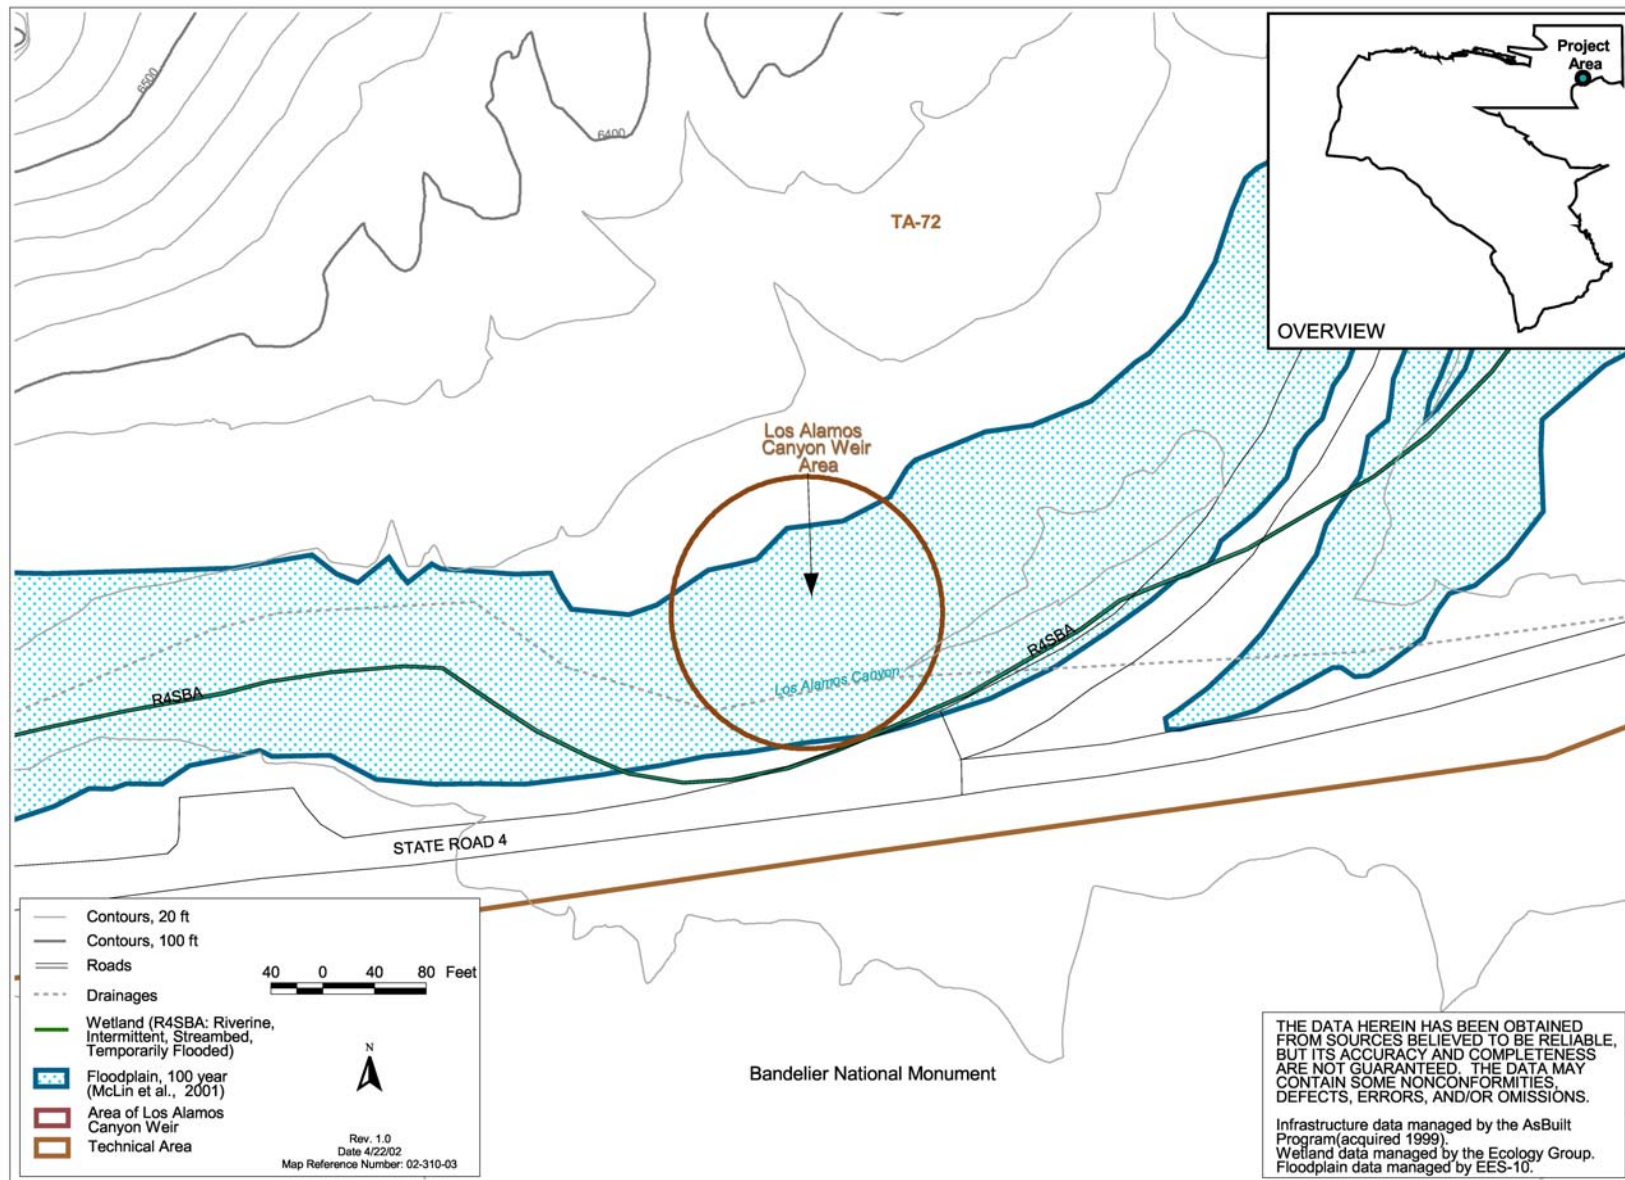 Project
Area
OVERVIEW
6500
6400
TA-72
Los Alamos
Canyon Weir
Area
R4SBA
R4SBA
Los Alamos Canyon
STATE ROAD 4
Bandelier National Monument
Contours, 20 ft
Contours, 100 ft
Roads
Drainages
Wetland (R4SBA: Riverine,
Intermittent, Streambed,
Temporarily Flooded)
Floodplain, 100 year
(McLin et al., 2001)
Area of Los Alamos
Canyon Weir
Technical Area
40 0 40 80 Feet
N
Rev. 1.0
Date 4/22/02
Map Reference Number: 02-310-03
THE DATA HEREIN HAS BEEN OBTAINED
FROM SOURCES BELIEVED TO BE RELIABLE,
BUT ITS ACCURACY AND COMPLETENESS
ARE NOT GUARANTEED. THE DATA MAY
CONTAIN SOME NONCONFORMITIES,
DEFECTS, ERRORS, AND/OR OMISSIONS.
Infrastructure data managed by the AsBuilt
Program(acquired 1999).
Wetland data managed by the Ecology Group.
Floodplain data managed by EES-10.